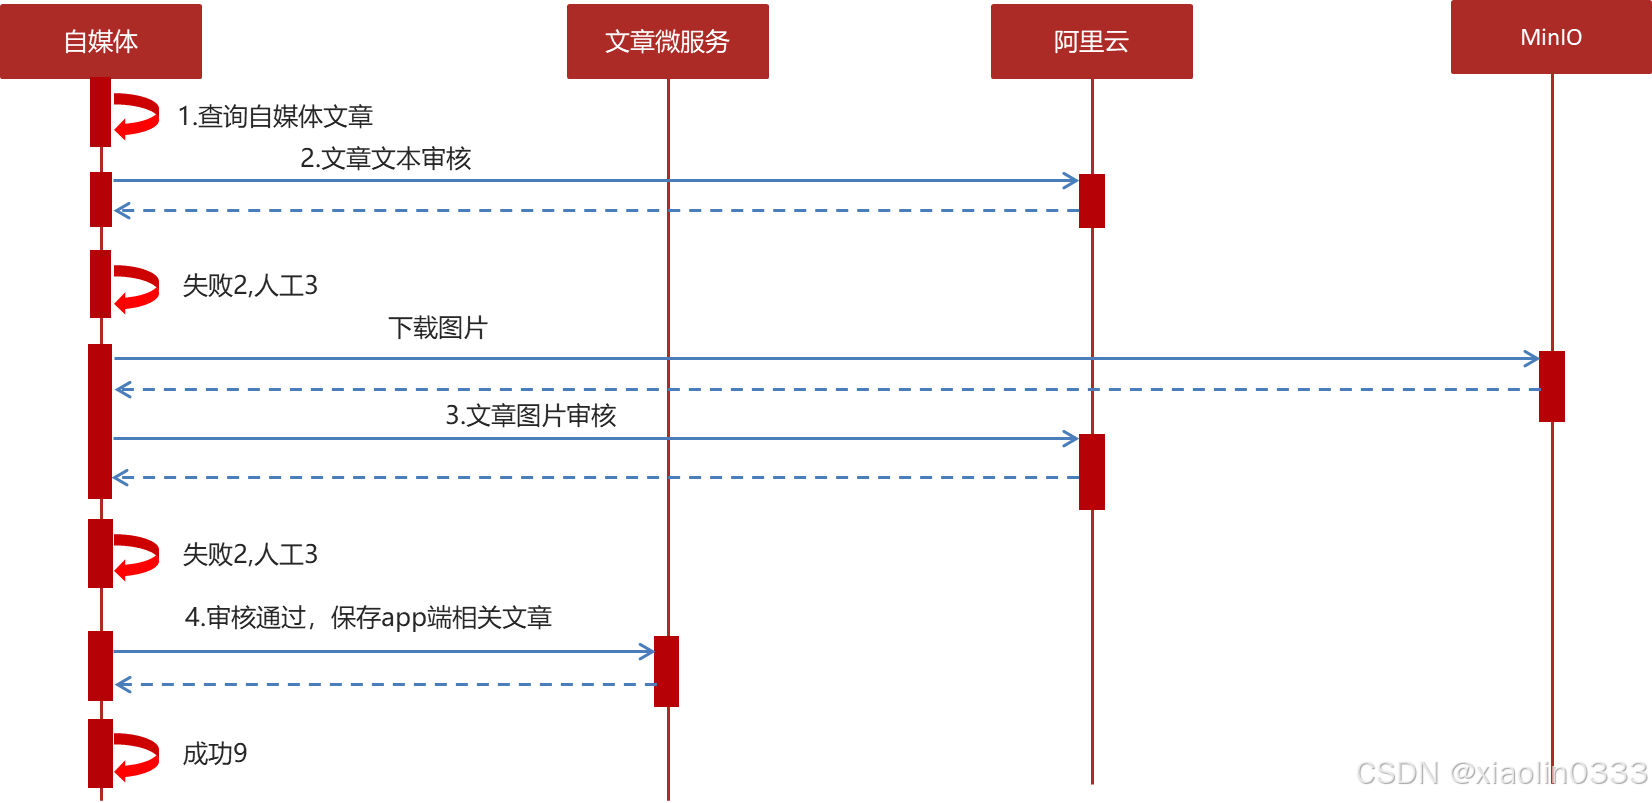 自媒体
文章微服务
阿里云
MinIO
1.查询自媒体文章
2.文章文本审核
失败2,人工3
下载图片
3.文章图片审核
失败2,人工3
4.审核通过，保存app端相关文章
成功9
CSDN @xiaolin0333